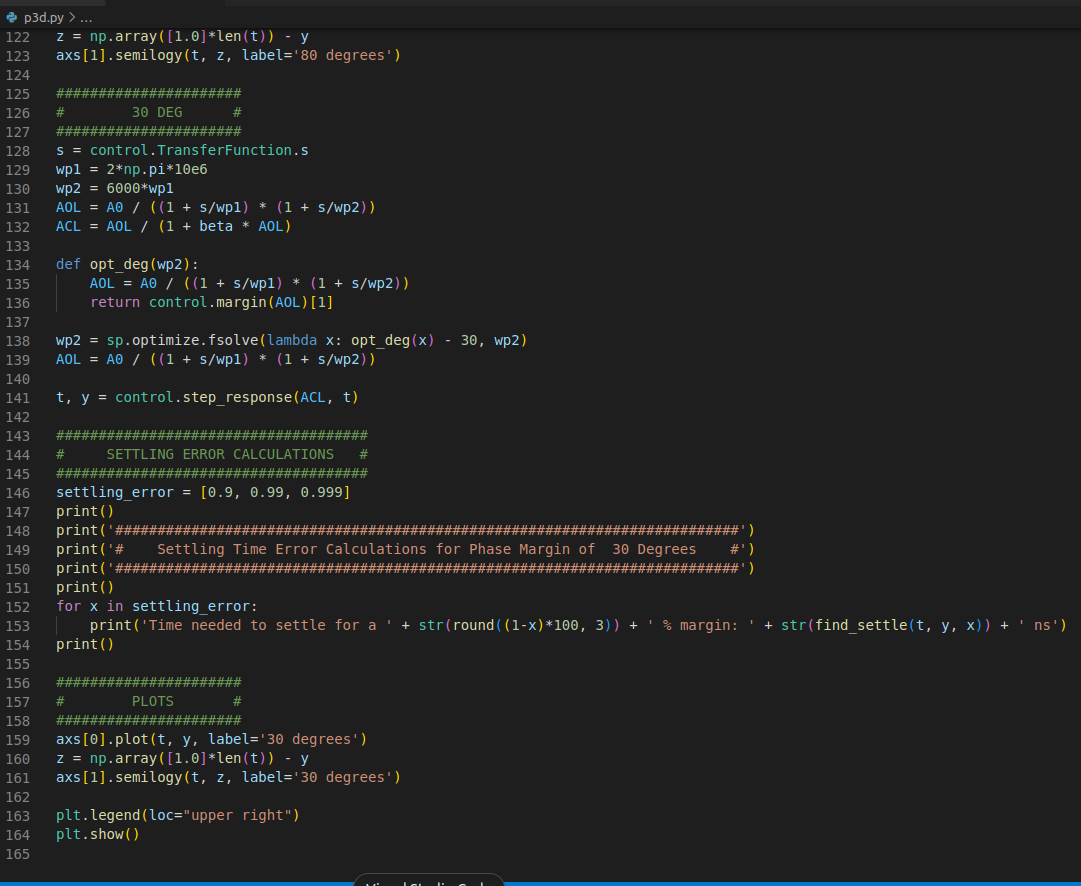 p3d.py > ...
122 z = np.array([1.0]*len(t)) - y
123 axs[1].semilogy(t, z, label='80 degrees')
124
125 ######################
126 #        30 DEG      #
127 ######################
128 s = control.TransferFunction.s
129 wp1 = 2*np.pi*10e6
130 wp2 = 6000*wp1
131 AOL = A0 / ((1 + s/wp1) * (1 + s/wp2))
132 ACL = AOL / (1 + beta * AOL)
133
134 def opt_deg(wp2):
135     AOL = A0 / ((1 + s/wp1) * (1 + s/wp2))
136     return control.margin(AOL)[1]
137
138 wp2 = sp.optimize.fsolve(lambda x: opt_deg(x) - 30, wp2)
139 AOL = A0 / ((1 + s/wp1) * (1 + s/wp2))
140
141 t, y = control.step_response(ACL, t)
142
143 #####################################
144 #     SETTLING ERROR CALCULATIONS   #
145 #####################################
146 settling_error = [0.9, 0.99, 0.999]
147 print()
148 print('##########################################################################')
149 print('#    Settling Time Error Calculations for Phase Margin of  30 Degrees    #')
150 print('##########################################################################')
151 print()
152 for x in settling_error:
153     print('Time needed to settle for a ' + str(round((1-x)*100, 3)) + ' % margin: ' + str(find_settle(t, y, x)) + ' ns')
154 print()
155
156 ######################
157 #        PLOTS       #
158 ######################
159 axs[0].plot(t, y, label='30 degrees')
160 z = np.array([1.0]*len(t)) - y
161 axs[1].semilogy(t, z, label='30 degrees')
162
163 plt.legend(loc="upper right")
164 plt.show()
165
Visual Studio Code